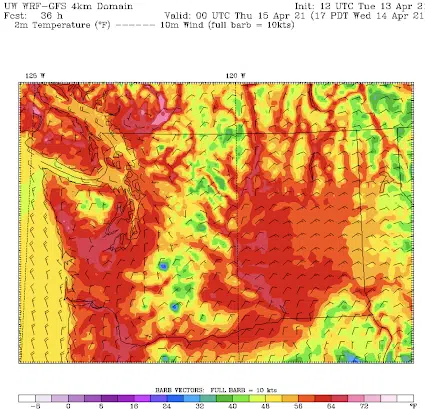 UW WRF-GFS 4km Domain Init: 12 UTC Tue 13 Apr 21
Fcst: 36 h Valid: 00 UTC Thu 15 Apr 21 (17 PDT Wed 14 Apr 21
2m Temperature (°F) —————— 10m Wind (full barb = 10kts)
125 W 120 W
BARB VECTORS: FULL BARB = 10 kts
-8 0 8 16 24 32 40 48 56 64 72 °F